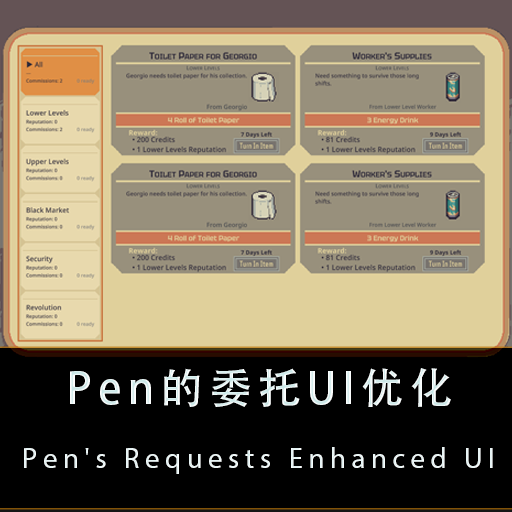 ▶ All
--
Commissions: 2 0 ready
Lower Levels
Reputation: 0
Commissions: 2 0 ready
Upper Levels
Reputation: 0
Commissions: 0 0 ready
Black Market
Reputation: 0
Commissions: 0 0 ready
Security
Reputation: 0
Commissions: 0 0 ready
Revolution
Reputation: 0
Commissions: 0 0 ready
Toilet Paper for Georgio
Lower Levels
Georgio needs toilet paper for his collection.
From Georgio
4 Roll of Toilet Paper
Reward:
• 200 Credits
• 1 Lower Levels Reputation
7 Days Left
Turn In Item
Worker's Supplies
Lower Levels
Need something to survive those long
shifts.
From Lower Level Worker
3 Energy Drink
Reward:
• 81 Credits
• 1 Lower Levels Reputation
9 Days Left
Turn In Item
Toilet Paper for Georgio
Lower Levels
Georgio needs toilet paper for his collection.
From Georgio
4 Roll of Toilet Paper
Reward:
• 200 Credits
• 1 Lower Levels Reputation
7 Days Left
Turn In Item
Worker's Supplies
Lower Levels
Need something to survive those long
shifts.
From Lower Level Worker
3 Energy Drink
Reward:
• 81 Credits
• 1 Lower Levels Reputation
9 Days Left
Turn In Item
Pen的委托UI优化
Pen's Requests Enhanced UI